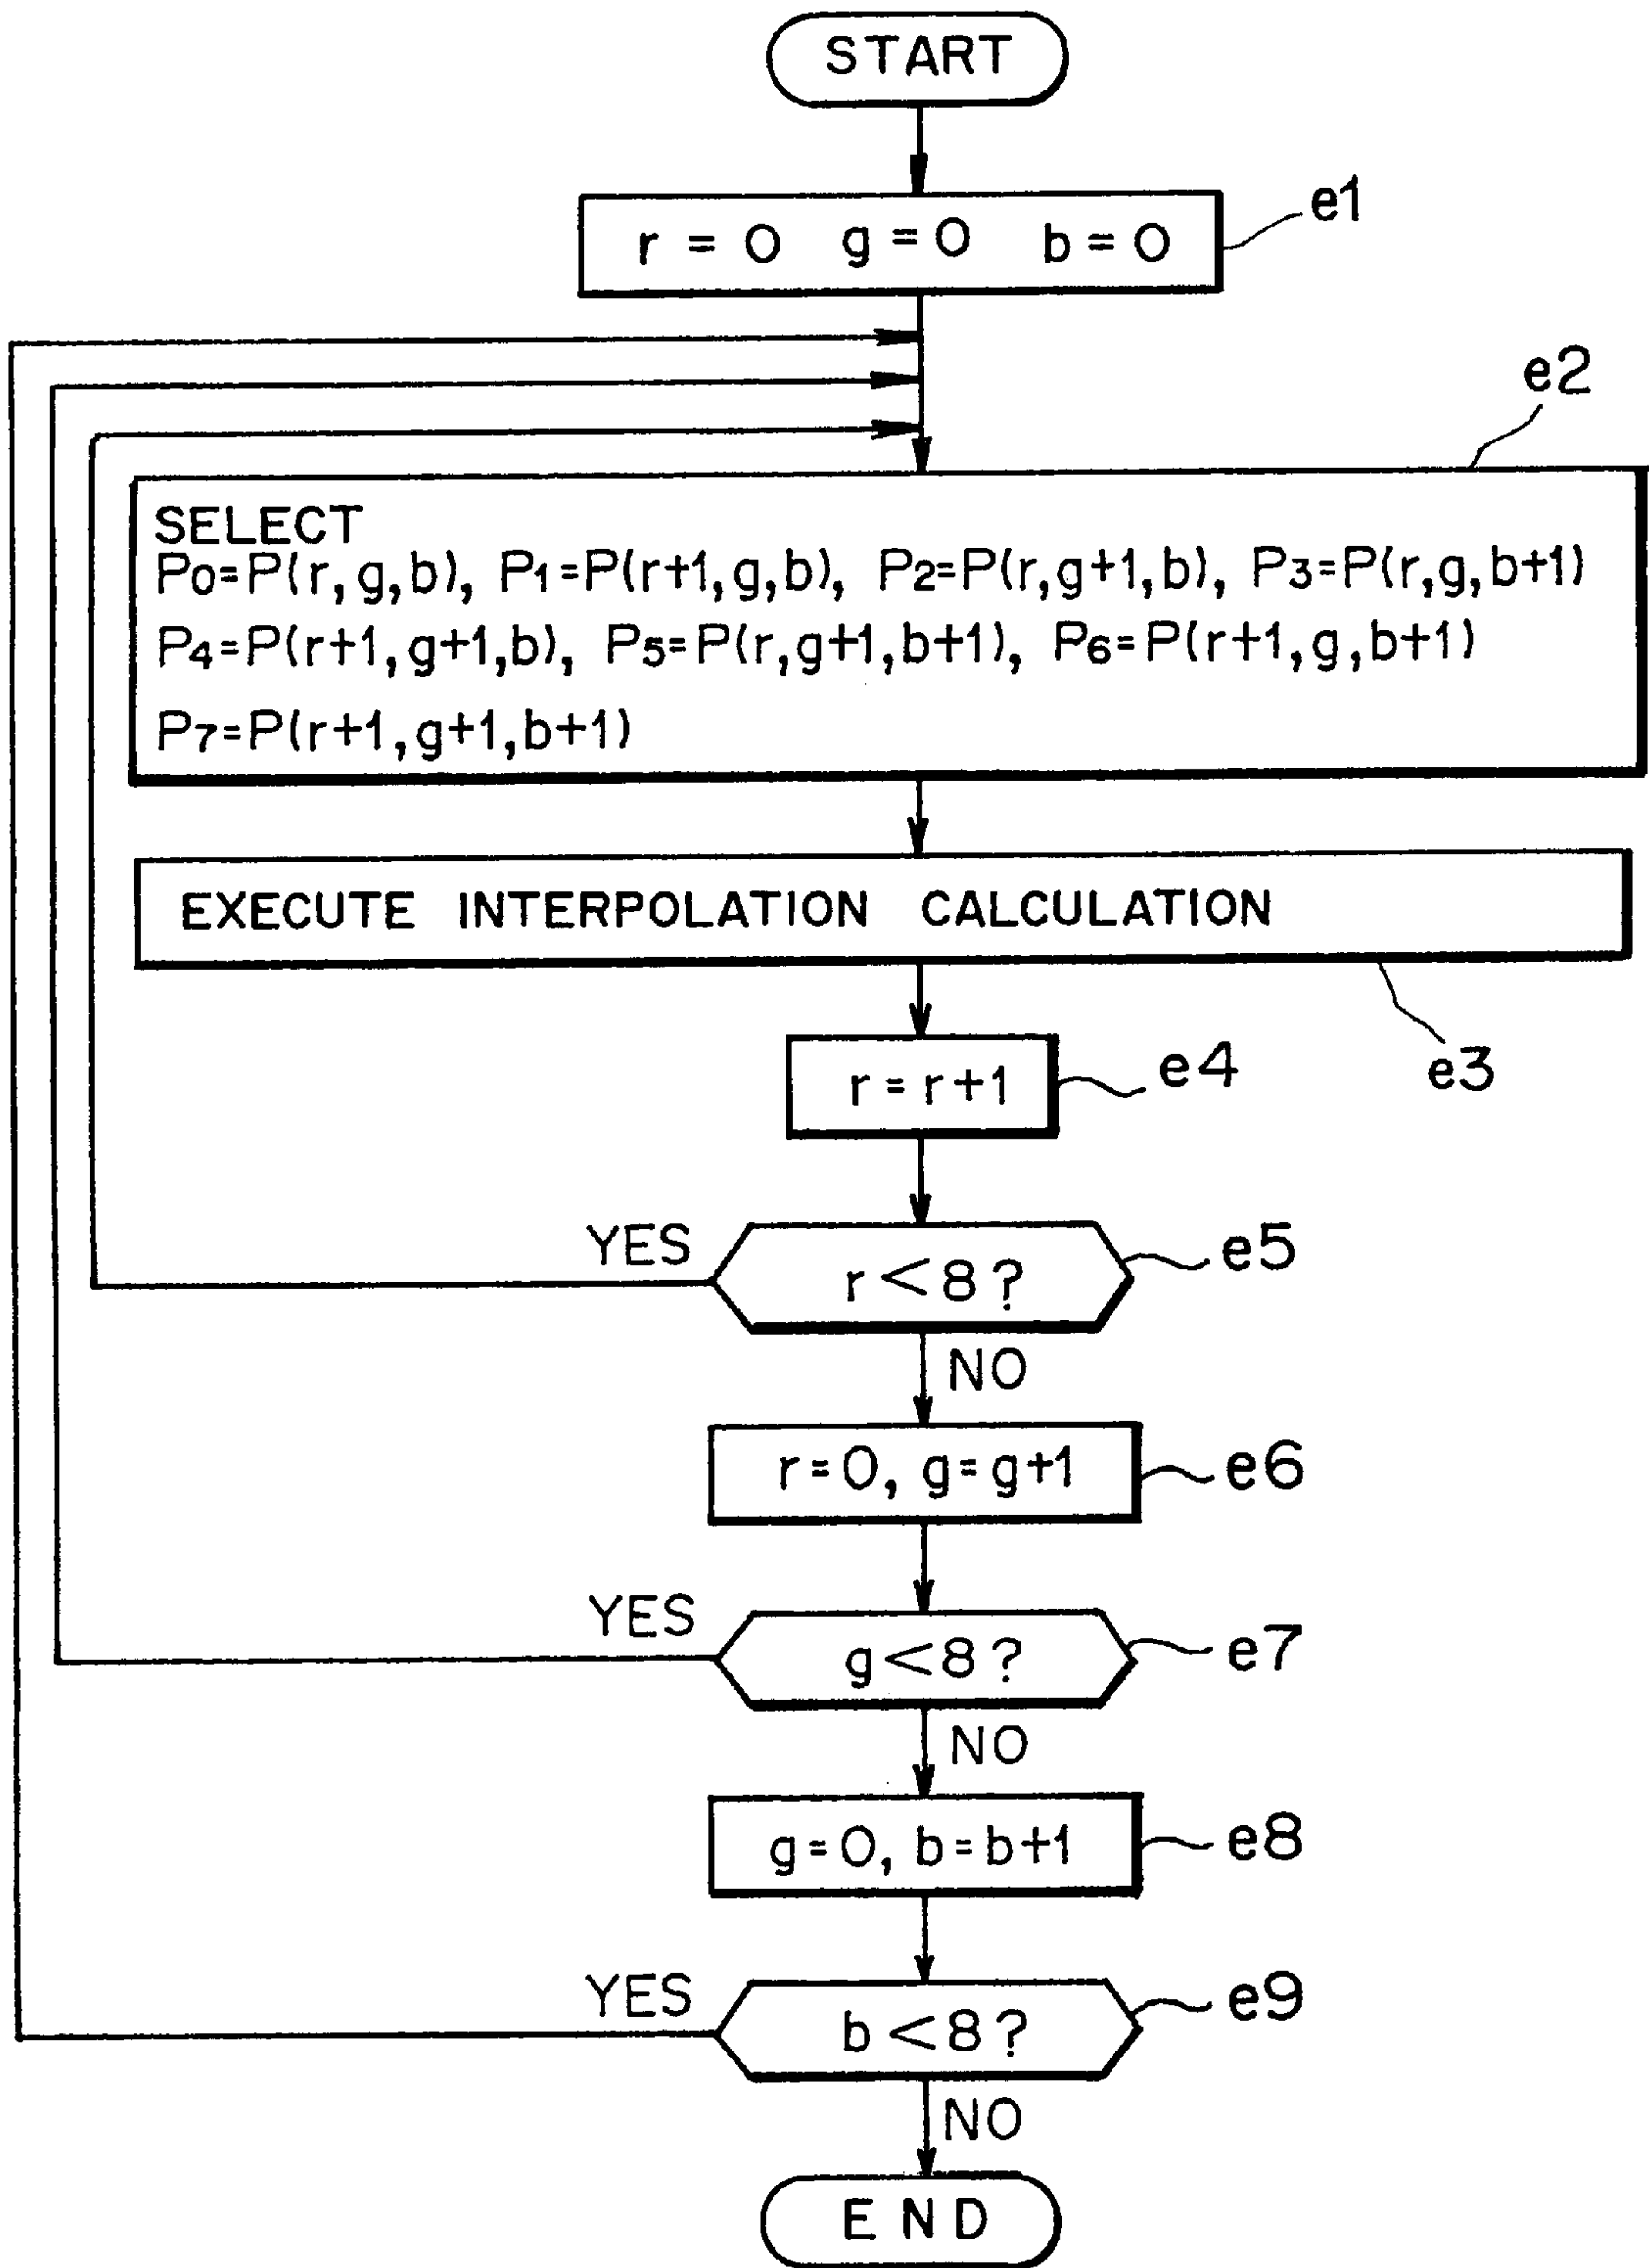 START
r = 0 g = 0 b = 0
e1
e2
SELECT
P0=P(r,g,b), P1=P(r+1,g,b), P2=P(r,g+1,b), P3=P(r,g,b+1)
P4=P(r+1,g+1,b), P5=P(r,g+1,b+1), P6=P(r+1,g,b+1)
P7=P(r+1,g+1,b+1)
EXECUTE INTERPOLATION CALCULATION
e3
r = r+1
e4
YES
r < 8 ?
e5
NO
r=0, g=g+1
e6
YES
g < 8 ?
e7
NO
g=0, b=b+1
e8
YES
b < 8 ?
e9
NO
END